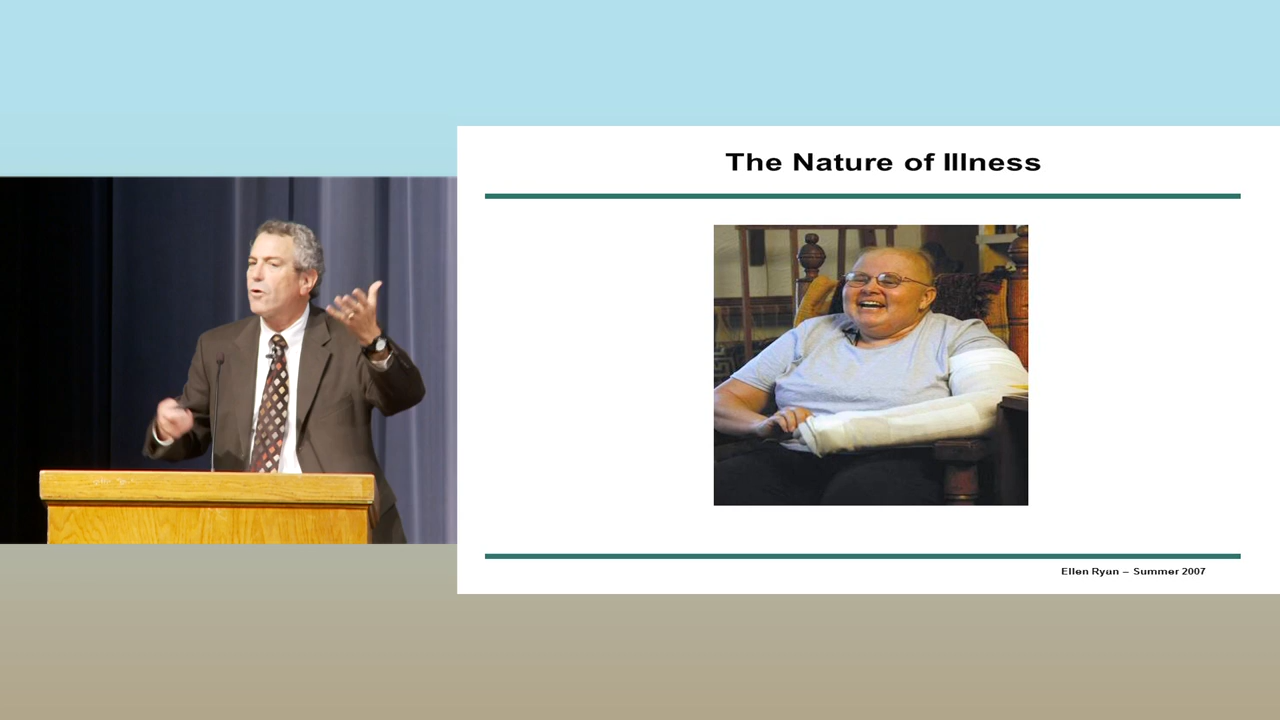 The Nature of Illness
Ellen Ryan – Summer 2007